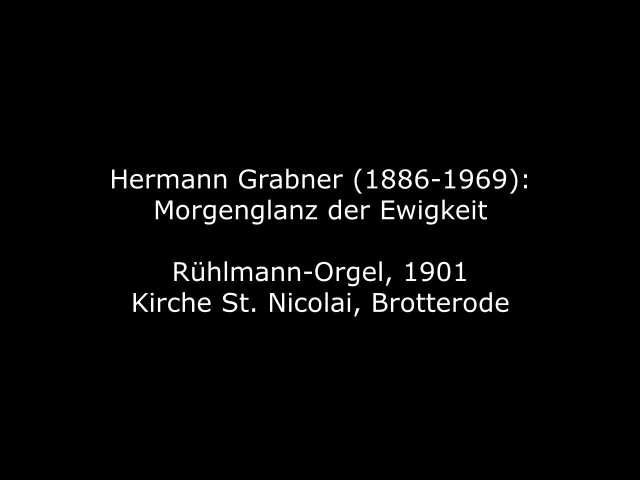 Hermann Grabner (1886-1969):
Morgenglanz der Ewigkeit
Rühlmann-Orgel, 1901
Kirche St. Nicolai, Brotterode